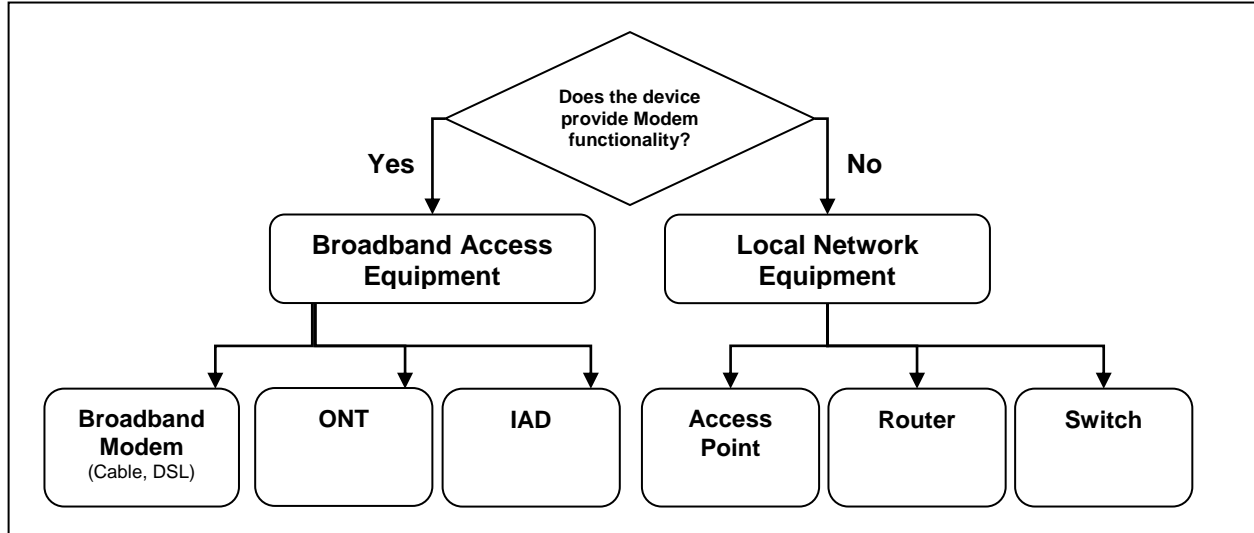 Does the device
provide Modem
functionality?
Yes
No
Broadband Access
Equipment
Local Network
Equipment
Broadband
Modem
(Cable, DSL)
ONT
IAD
Access
Point
Router
Switch